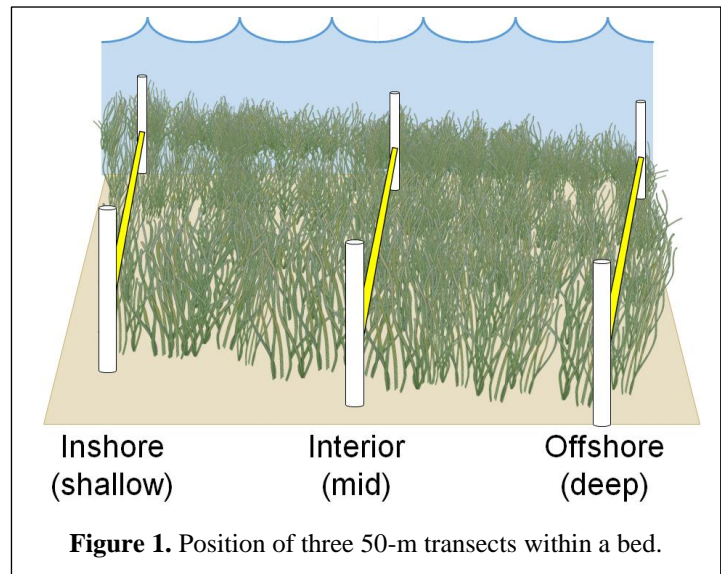 Inshore Interior Offshore
(shallow) (mid) (deep)
Figure 1. Position of three 50-m transects within a bed.